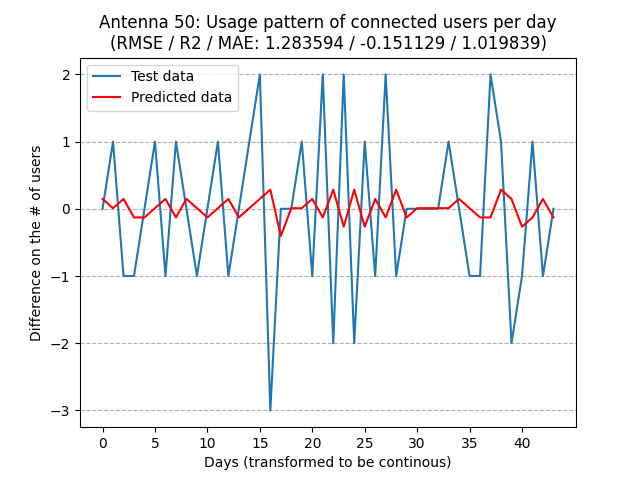 Antenna 50: Usage pattern of connected users per day
(RMSE / R2 / MAE: 1.283594 / -0.151129 / 1.019839)
Test data
Predicted data
Difference on the # of users
2
1
0
−1
−2
−3
0 5 10 15 20 25 30 35 40
Days (transformed to be continous)